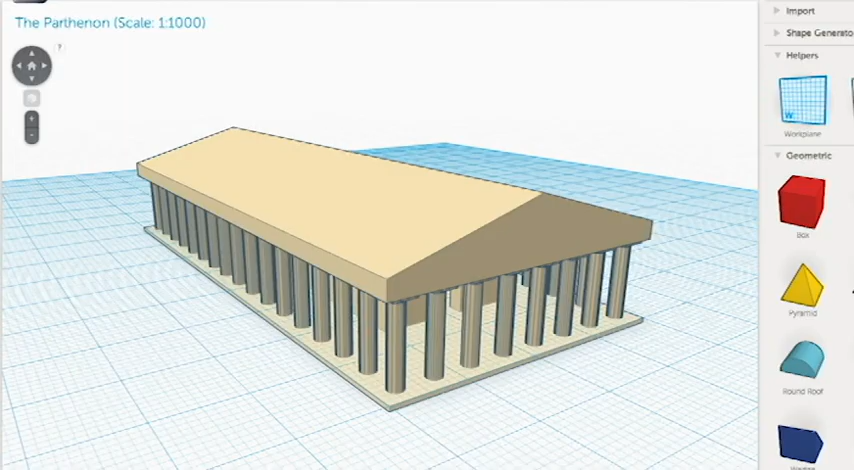 The Parthenon (Scale: 1:1000)
?
+
-
Import
Shape Generato
Helpers
W
Workplane
Geometric
Box
Pyramid
Round Roof